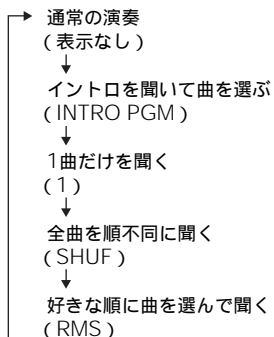 通常の演奏
(表示なし)
イントロを聞いて曲を選ぶ
(INTRO PGM)
1曲だけを聞く
(1)
全曲を順不同に聞く
(SHUF)
好きな順に曲を選んで聞く
(RMS)